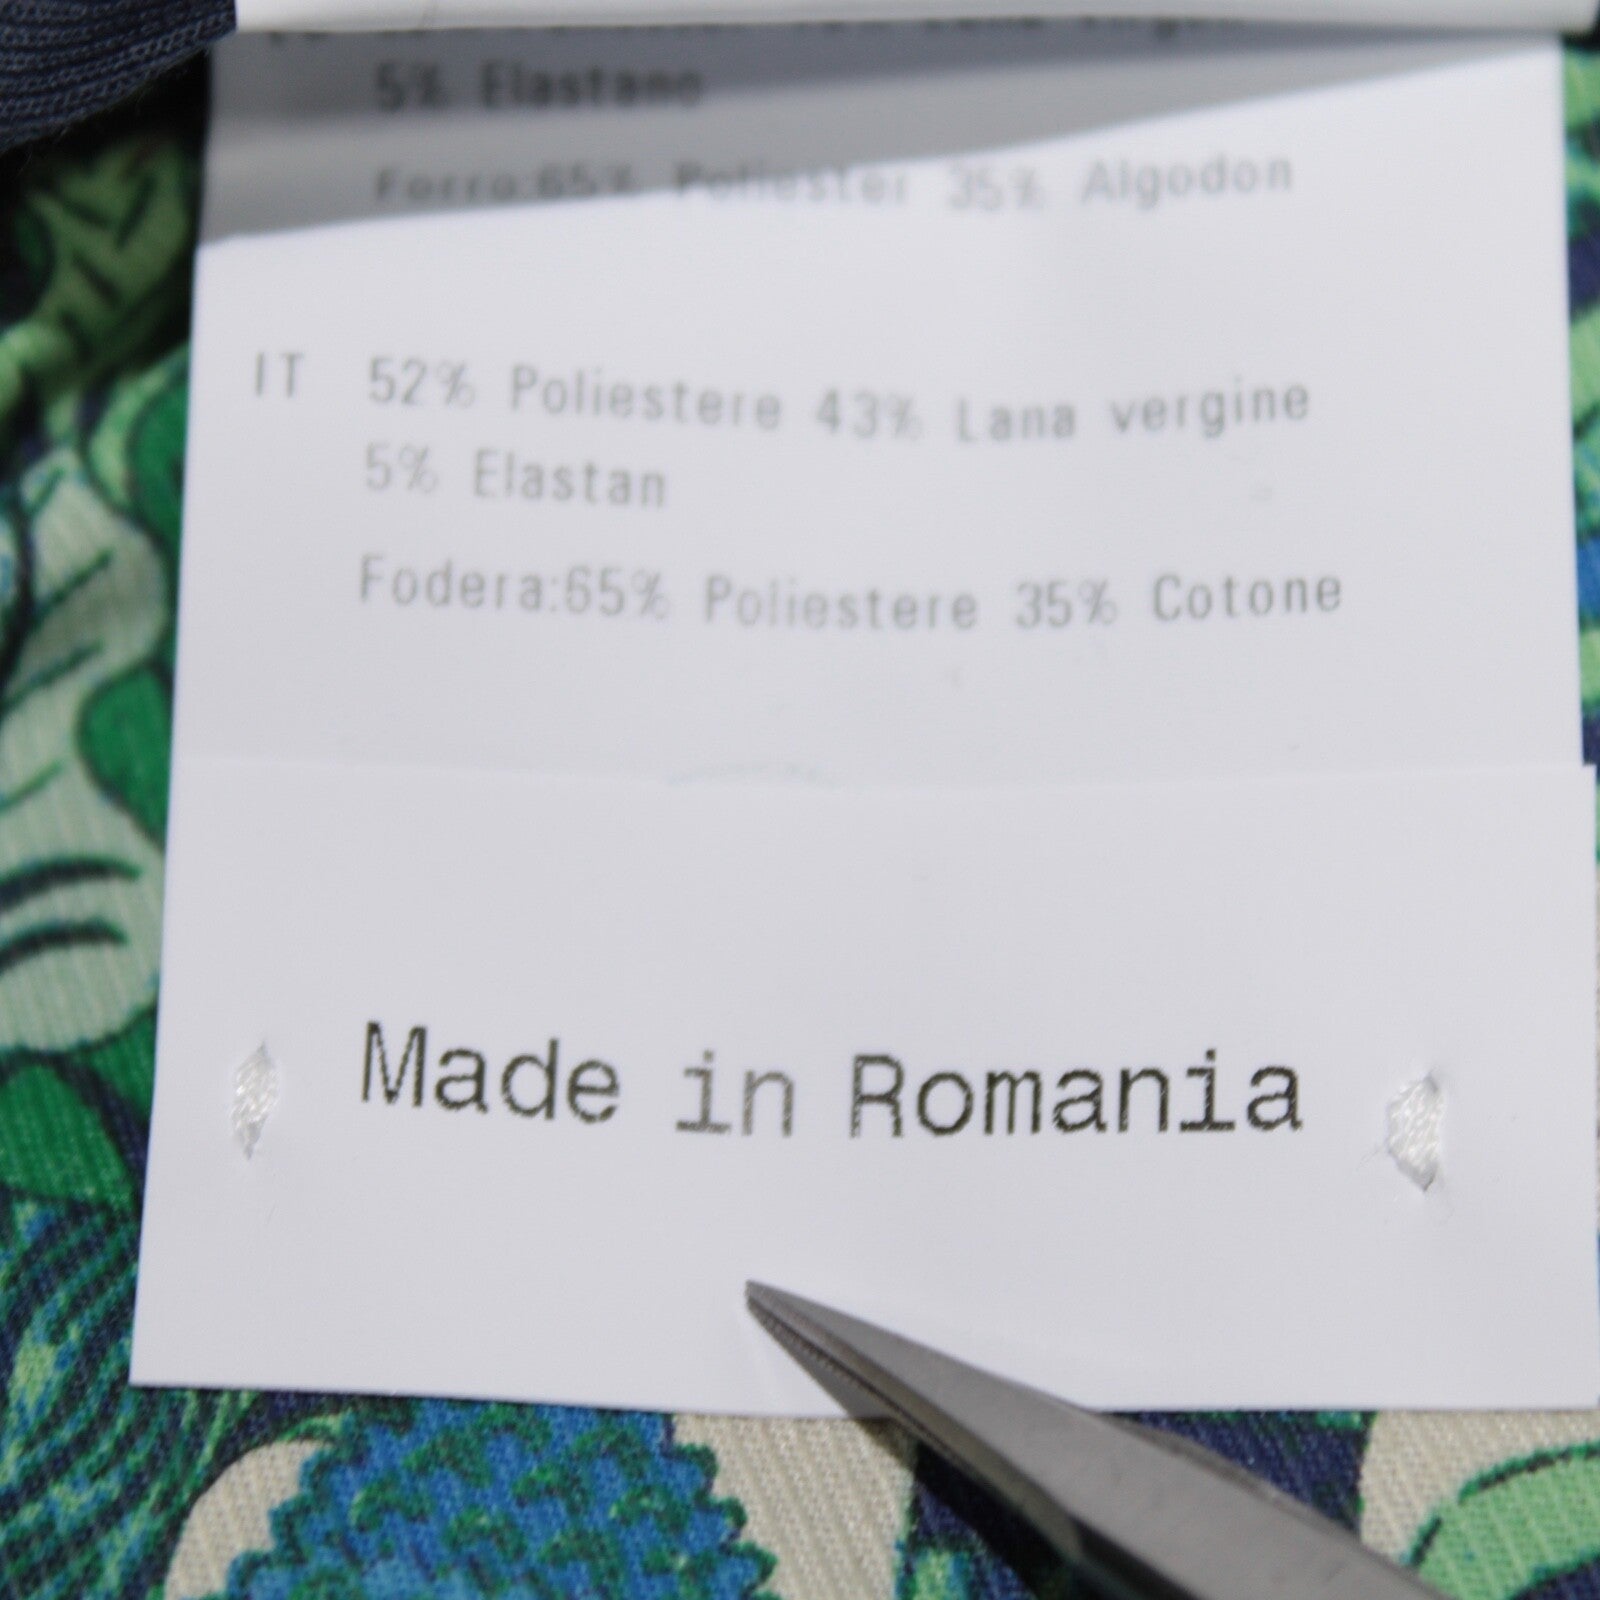 5% Elastano
Forro:65% Poliester 35% Algodon
IT 52% Poliestere 43% Lana vergine
5% Elastan
Fodera:65% Poliestere 35% Cotone
Made in Romania